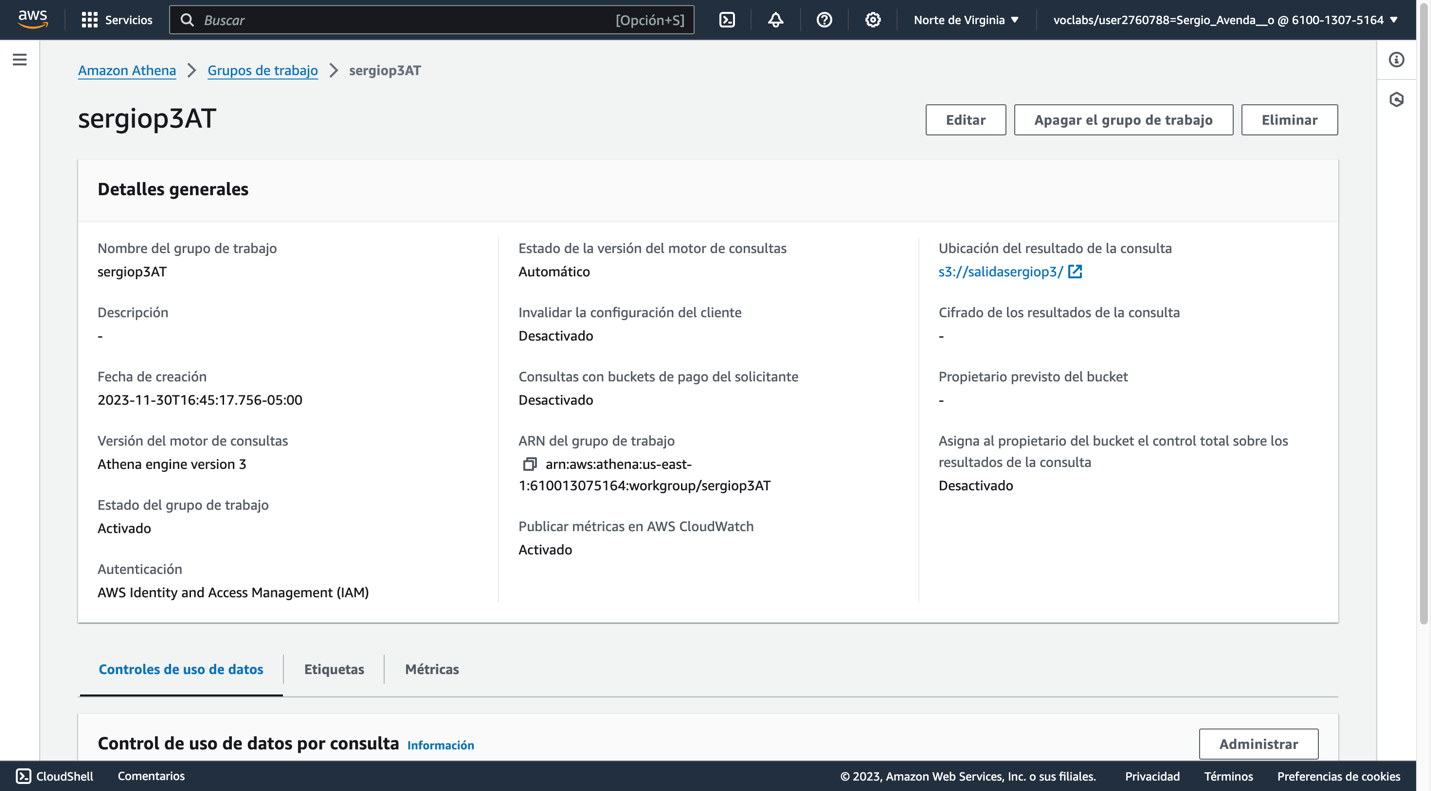 aws
Servicios
Buscar
[Opción+S]
Norte de Virginia
voclabs/user2760788=Sergio_Avenda__o @ 6100-1307-5164
Amazon Athena
Grupos de trabajo
sergiop3AT
sergiop3AT
Editar
Apagar el grupo de trabajo
Eliminar
Detalles generales
Nombre del grupo de trabajo
sergiop3AT
Descripción
-
Fecha de creación
2023-11-30T16:45:17.756-05:00
Versión del motor de consultas
Athena engine version 3
Estado del grupo de trabajo
Activado
Autenticación
AWS Identity and Access Management (IAM)
Estado de la versión del motor de consultas
Automático
Invalidar la configuración del cliente
Desactivado
Consultas con buckets de pago del solicitante
Desactivado
ARN del grupo de trabajo
arn:aws:athena:us-east-
1:610013075164:workgroup/sergiop3AT
Publicar métricas en AWS CloudWatch
Activado
Ubicación del resultado de la consulta
s3://salidasergiop3/
Cifrado de los resultados de la consulta
-
Propietario previsto del bucket
-
Asigna al propietario del bucket el control total sobre los
resultados de la consulta
Desactivado
Controles de uso de datos
Etiquetas
Métricas
Control de uso de datos por consulta
Información
Administrar
CloudShell
Comentarios
© 2023, Amazon Web Services, Inc. o sus filiales.
Privacidad
Términos
Preferencias de cookies